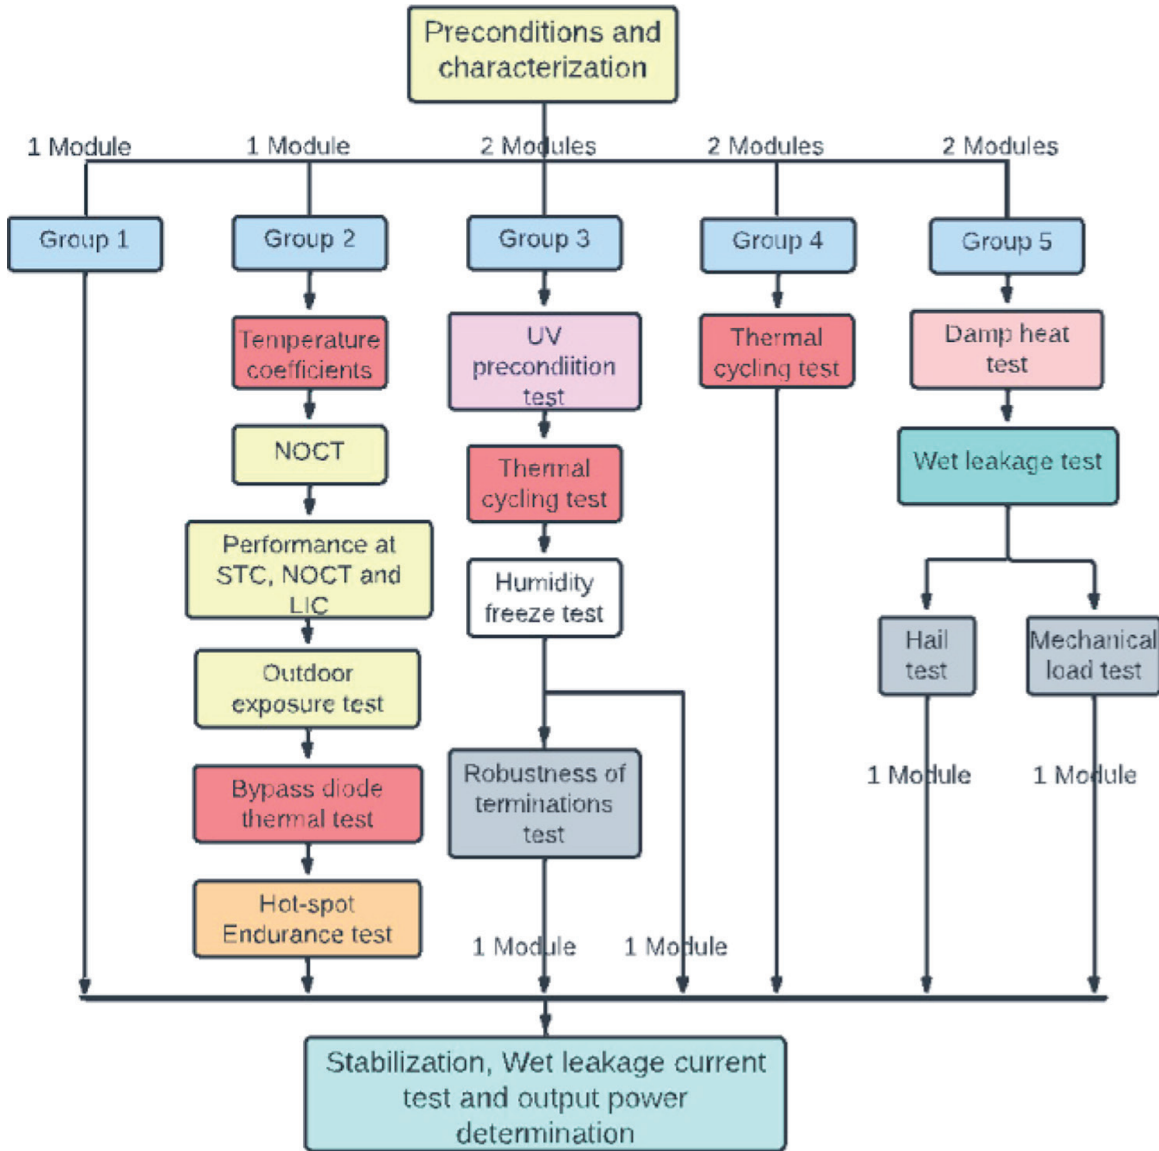 Preconditions and
characterization
1 Module
1 Module
2 Modules
2 Modules
2 Modules
Group 1
Group 2
Group 3
Group 4
Group 5
Temperature
coefficients
NOCT
Performance at
STC, NOCT and
LIC
Outdoor
exposure test
Bypass diode
thermal test
Hot-spot
Endurance test
UV
precondiition
test
Thermal
cycling test
Humidity
freeze test
Robustness of
terminations
test
1 Module
1 Module
Thermal
cycling test
Damp heat
test
Wet leakage test
Hail
test
Mechanical
load test
1 Module
1 Module
Stabilization, Wet leakage current
test and output power
determination